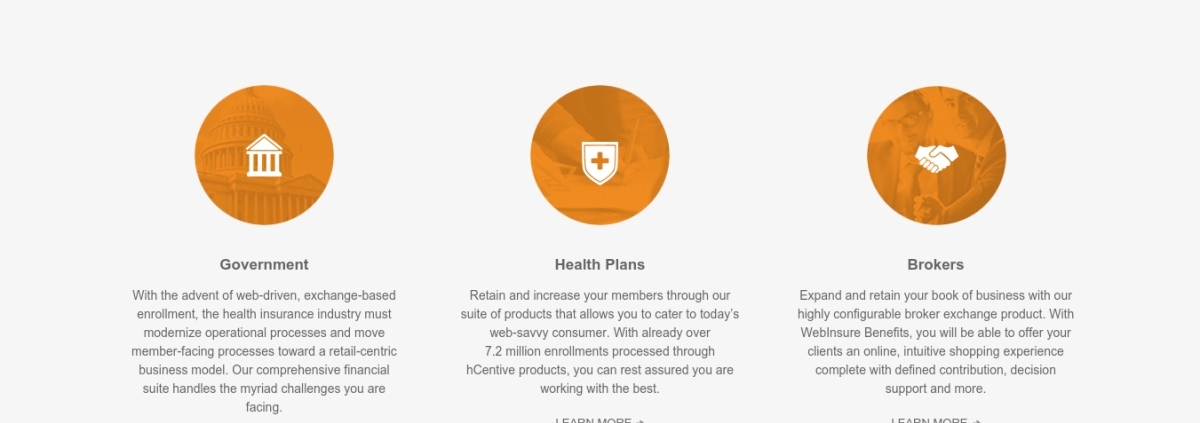 Government
With the advent of web-driven, exchange-based
enrollment, the health insurance industry must
modernize operational processes and move
member-facing processes toward a retail-centric
business model. Our comprehensive financial
suite handles the myriad challenges you are
facing.
Health Plans
Retain and increase your members through our
suite of products that allows you to cater to today's
web-savvy consumer. With already over
7.2 million enrollments processed through
hCentive products, you can rest assured you are
working with the best.
LEARN MORE →
Brokers
Expand and retain your book of business with our
highly configurable broker exchange product. With
WebInsure Benefits, you will be able to offer your
clients an online, intuitive shopping experience
complete with defined contribution, decision
support and more.
LEARN MORE →